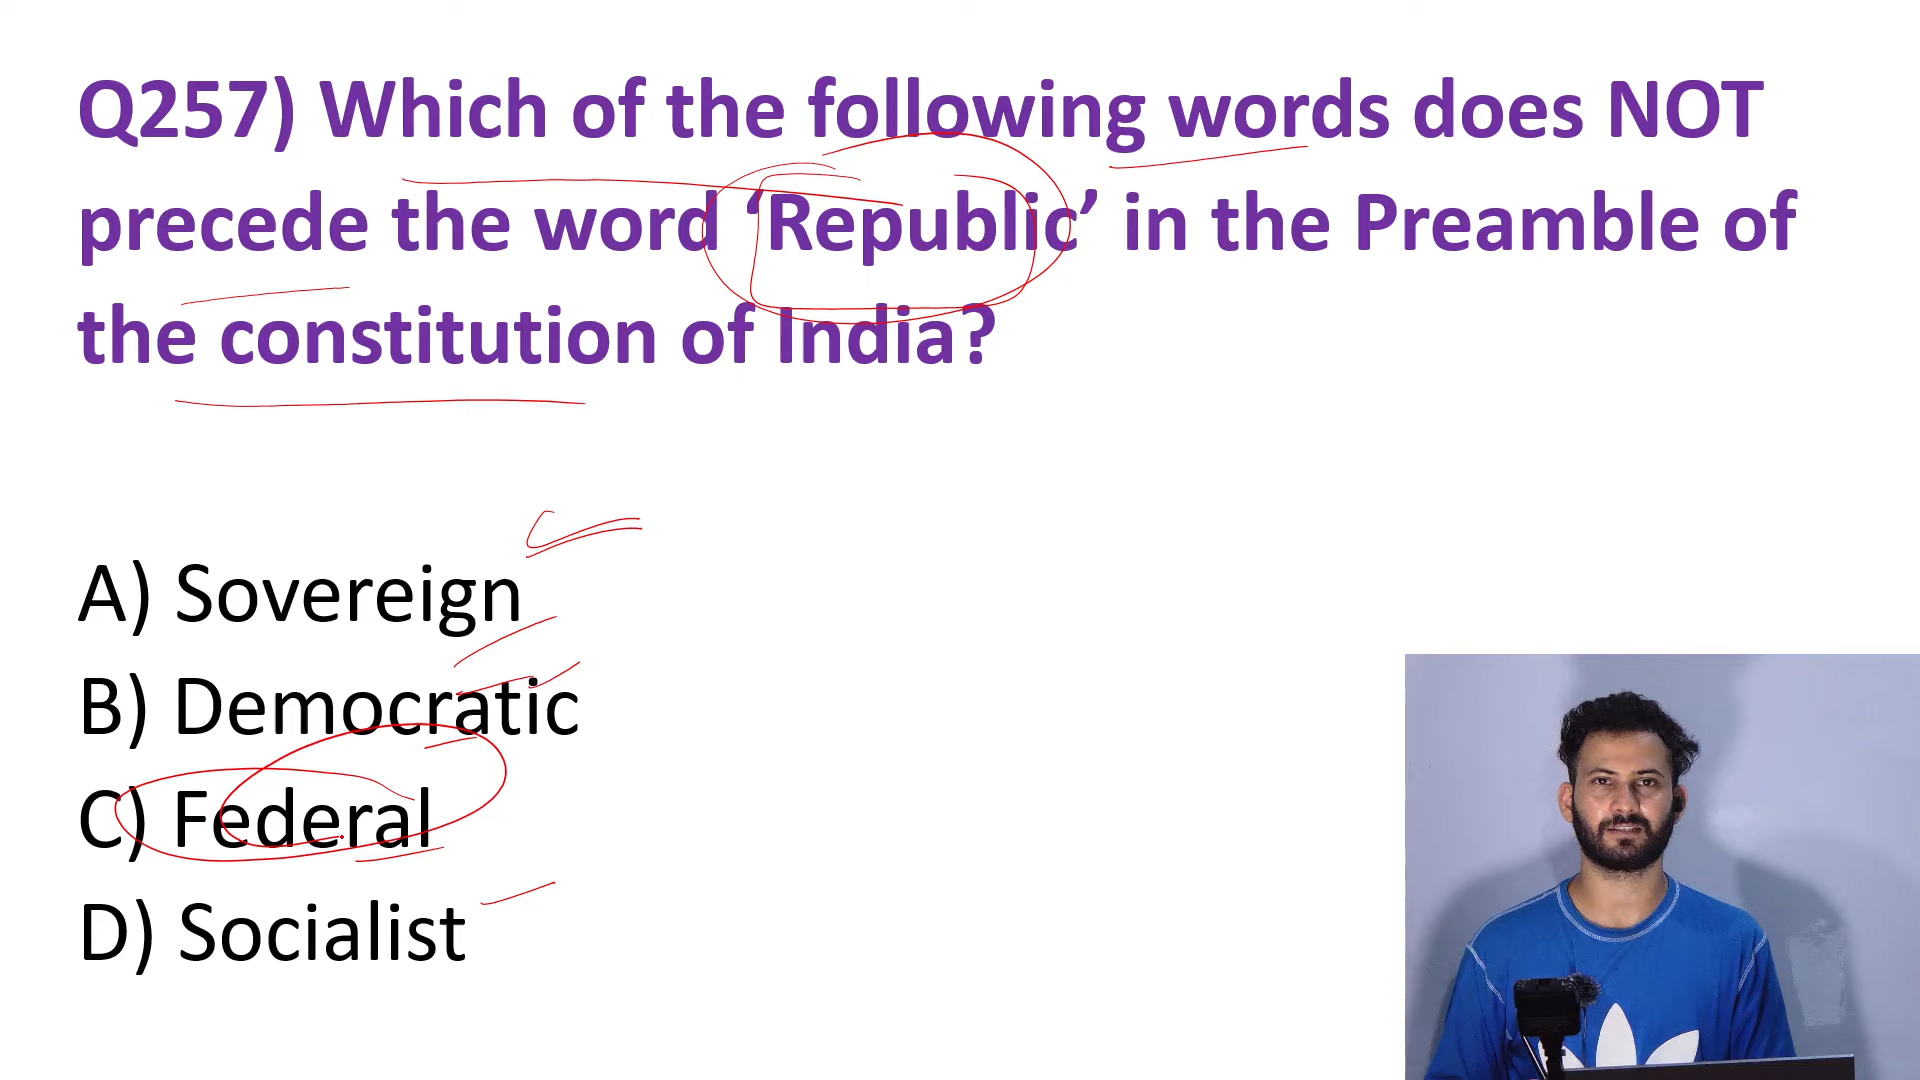 Q257) Which of the following words does NOT
precede the word ‘Republic’ in the Preamble of
the constitution of India?
A) Sovereign
B) Democratic
C) Federal
D) Socialist